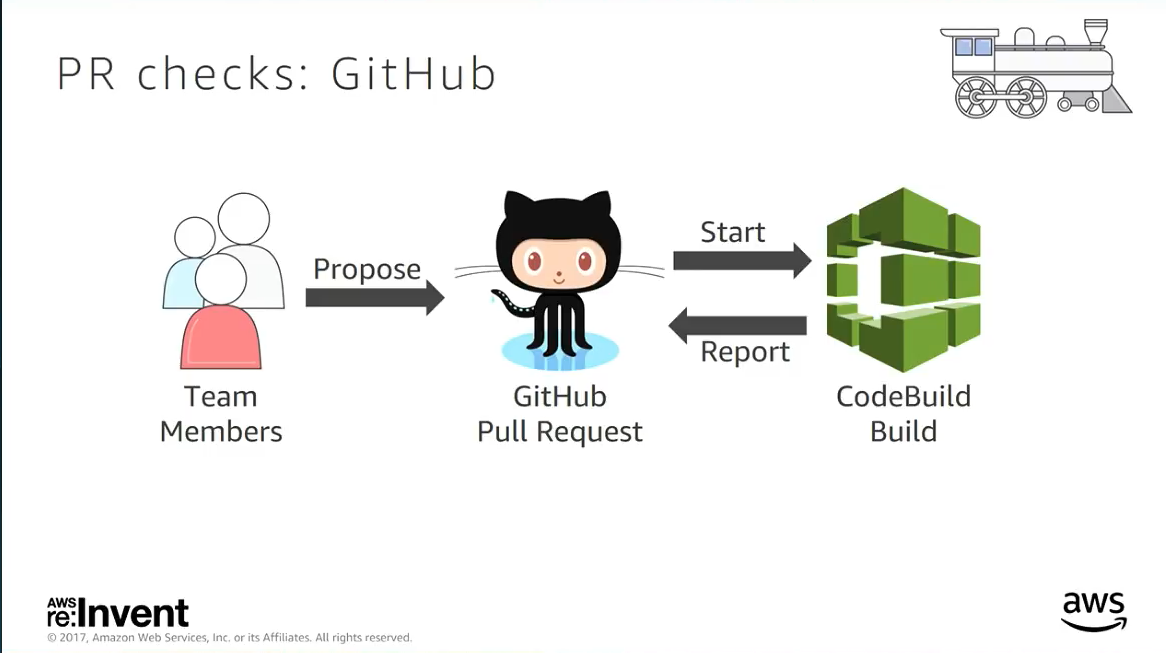 PR checks: GitHub
Propose
Start
Report
Team
Members
GitHub
Pull Request
CodeBuild
Build
AWS
re:Invent
© 2017, Amazon Web Services, Inc. or its Affiliates. All rights reserved.
aws